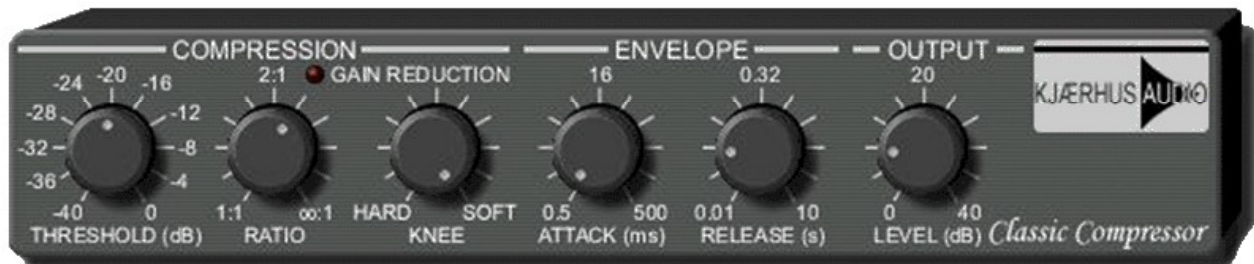 COMPRESSION ENVELOPE OUTPUT
-40 -36 -32 -28 -24 -20 -16 -12 -8 -4 0
THRESHOLD (dB)
2:1 GAIN REDUCTION
1:1 ∞:1
RATIO
HARD SOFT
KNEE
16
0.5 500
ATTACK (ms)
0.32
0.01 10
RELEASE (s)
20
0 40
LEVEL (dB)
KJÆRHUS AUDIO
Classic Compressor